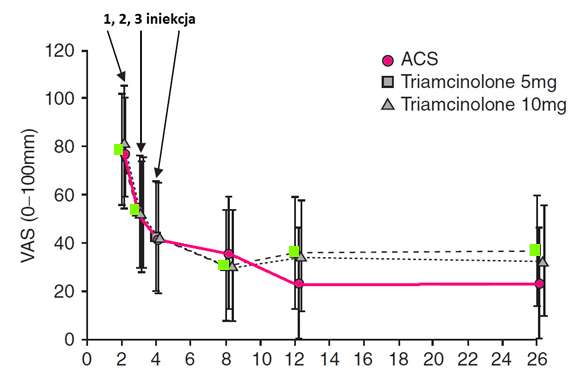 1, 2, 3 iniekcja
VAS (0–100mm)
120
100
80
60
40
20
0
ACS
Triamcinolone 5mg
Triamcinolone 10mg
0 2 4 6 8 10 12 14 16 18 20 22 24 26